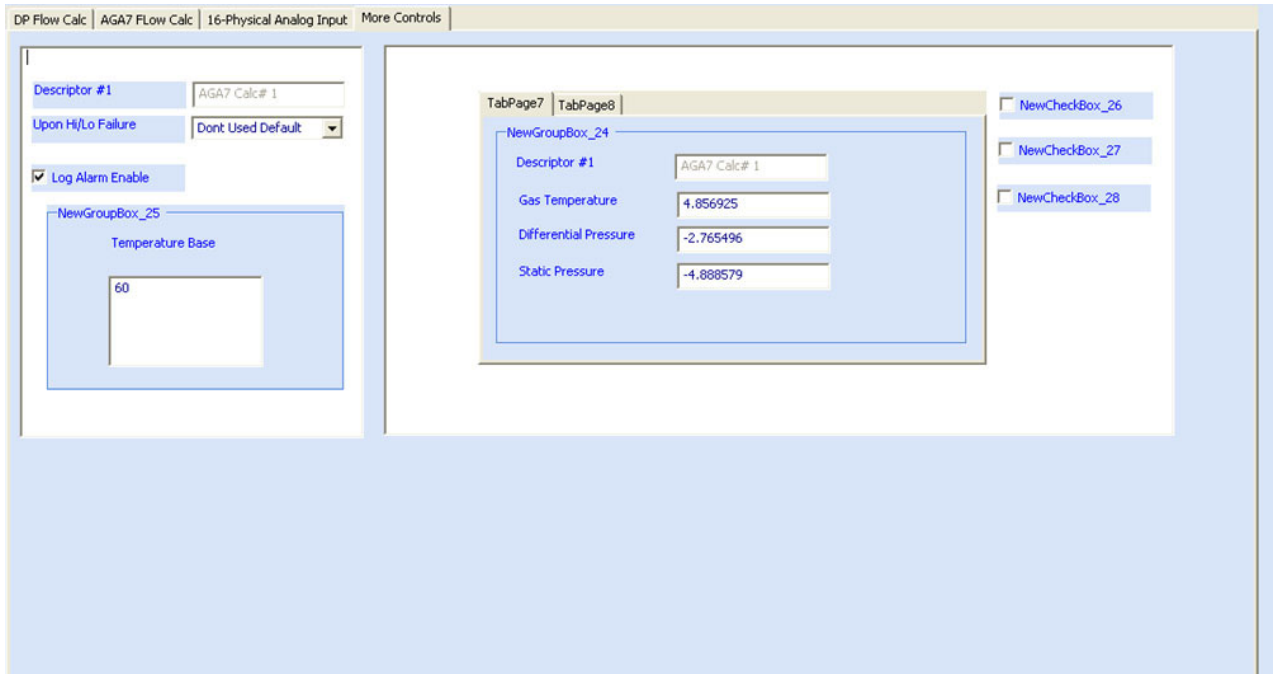 DP Flow Calc AGA7 FLow Calc 16-Physical Analog Input More Controls
Descriptor #1 AGA7 Calc# 1
Upon Hi/Lo Failure Dont Used Default
Log Alarm Enable
NewGroupBox_25
Temperature Base
60
TabPage7 TabPage8
NewGroupBox_24
Descriptor #1 AGA7 Calc# 1
Gas Temperature 4.856925
Differential Pressure -2.765496
Static Pressure -4.888579
NewCheckBox_26
NewCheckBox_27
NewCheckBox_28